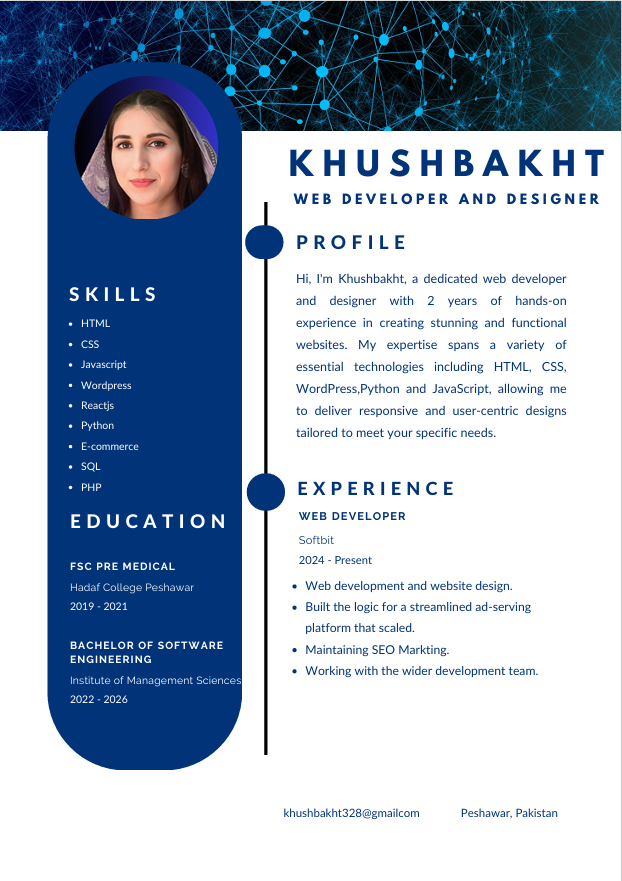 KHUSHBAKHT
WEB DEVELOPER AND DESIGNER
PROFILE
Hi, I'm Khushbakht, a dedicated web developer
and designer with 2 years of hands-on
experience in creating stunning and functional
websites. My expertise spans a variety of
essential technologies including HTML, CSS,
WordPress,Python and JavaScript, allowing me
to deliver responsive and user-centric designs
tailored to meet your specific needs.
SKILLS
• HTML
• CSS
• Javascript
• Wordpress
• Reactjs
• Python
• E-commerce
• SQL
• PHP
EDUCATION
FSC PRE MEDICAL
Hadaf College Peshawar
2019 - 2021
BACHELOR OF SOFTWARE
ENGINEERING
Institute of Management Sciences
2022 - 2026
EXPERIENCE
WEB DEVELOPER
Softbit
2024 - Present
• Web development and website design.
• Built the logic for a streamlined ad-serving
platform that scaled.
• Maintaining SEO Markting.
• Working with the wider development team.
khushbakht328@gmailcom
Peshawar, Pakistan